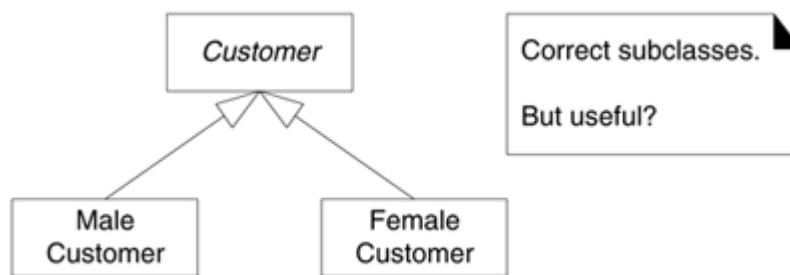 Customer
Correct subclasses.
But useful?
Male
Customer
Female
Customer